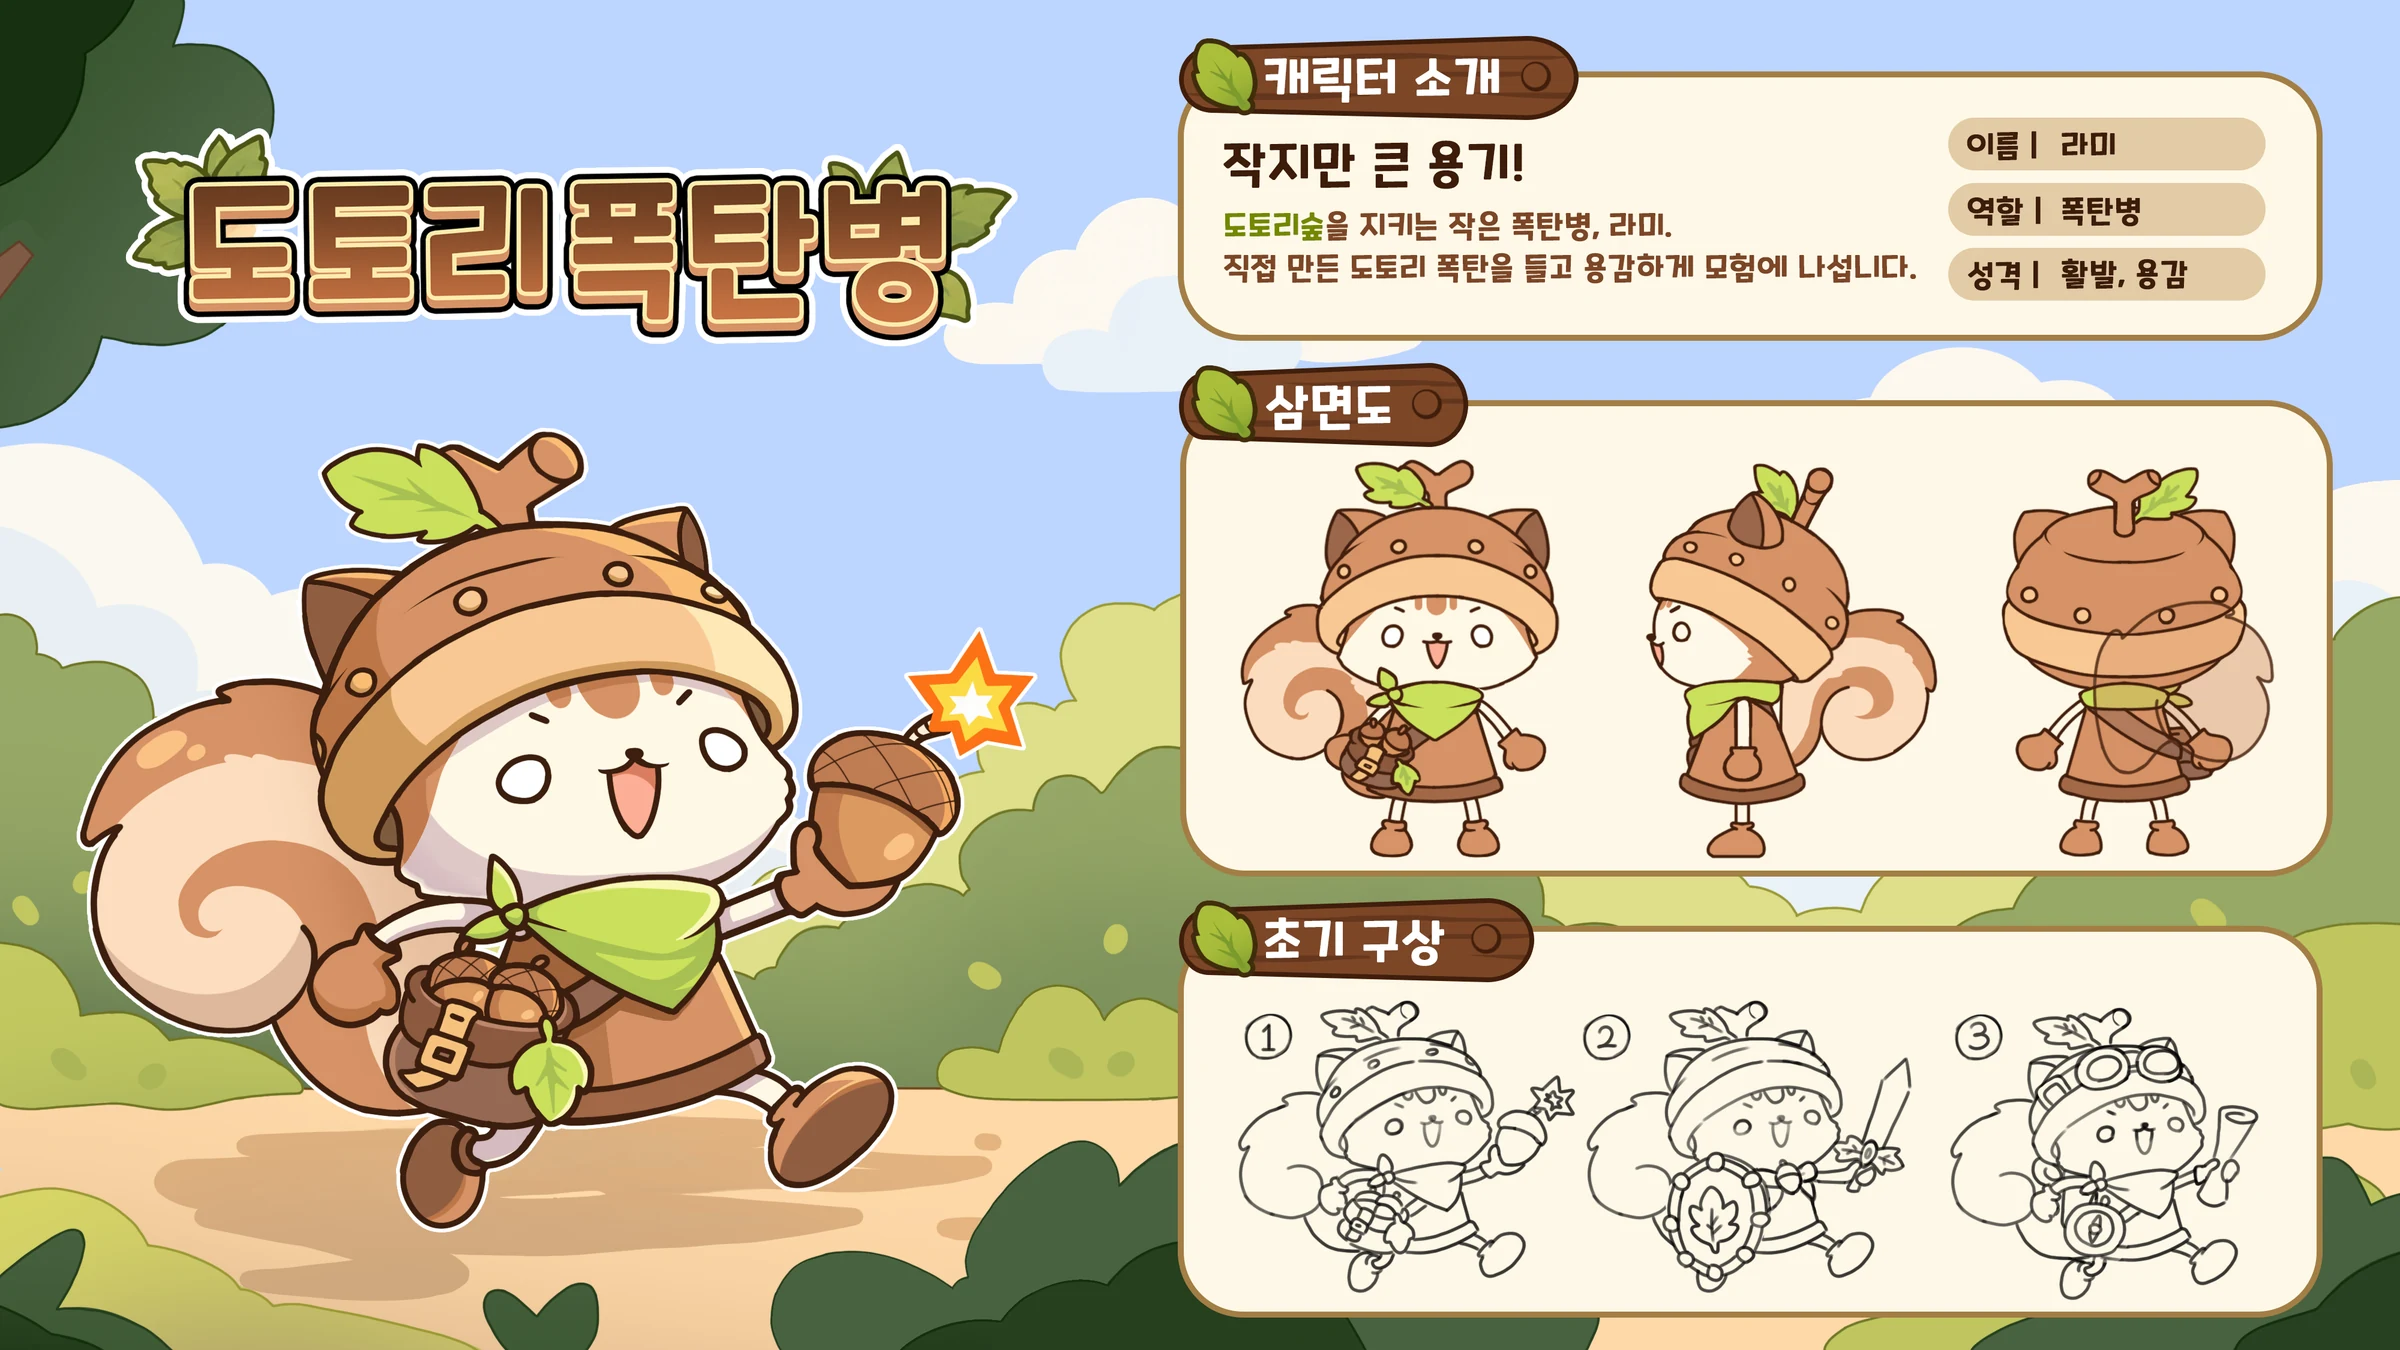 도토리 폭탄병
캐릭터 소개
작지만 큰 용기!
도토리숲을 지키는 작은 폭탄병, 라미.
직접 만든 도토리 폭탄을 들고 용감하게 모험에 나섭니다.
이름 | 라미
역할 | 폭탄병
성격 | 활발, 용감
삼면도
초기 구상
①
②
③